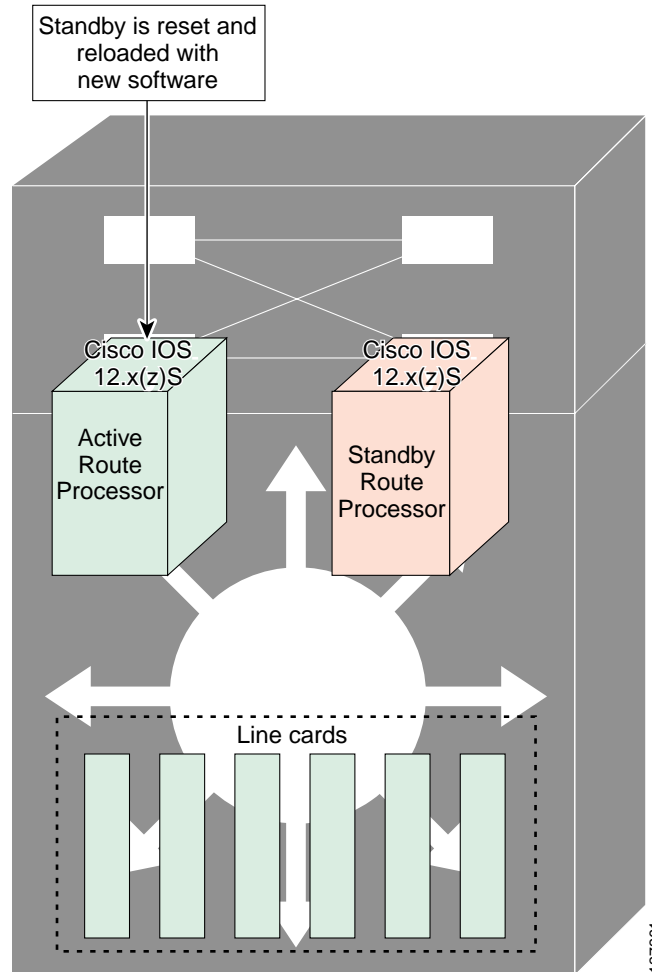 Standby is reset and
reloaded with
new software
Cisco IOS
12.x(z)S
Cisco IOS
12.x(z)S
Active
Route
Processor
Standby
Route
Processor
Line cards